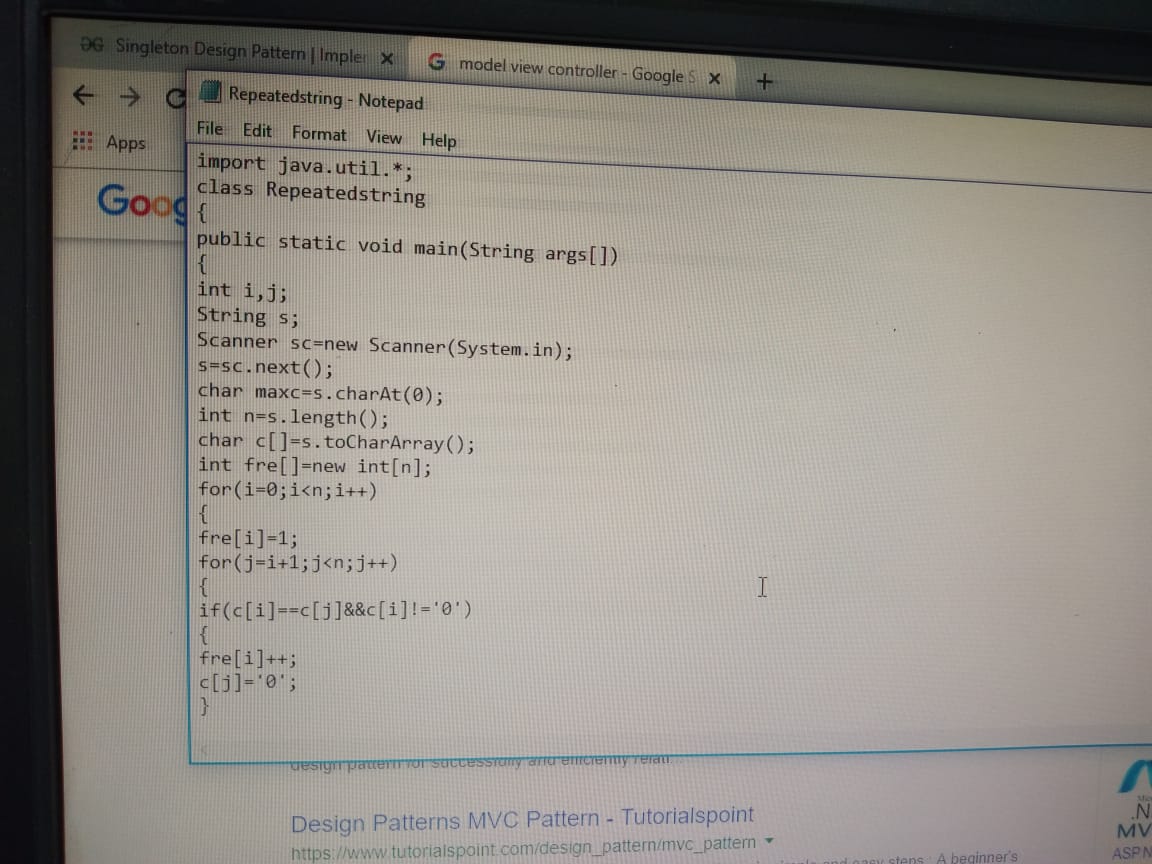 Singleton Design Pattern | Imple
model view controller - Google S
Apps
Repeatedstring - Notepad
File Edit Format View Help
Goog
import java.util.*;
class Repeatedstring
{
public static void main(String args[])
{
int i,j;
String s;
Scanner sc=new Scanner(System.in);
s=sc.next();
char maxc=s.charAt(0);
int n=s.length();
char c[]=s.toCharArray();
int fre[]=new int[n];
for(i=0;i<n;i++)
{
fre[i]=1;
for(j=i+1;j<n;j++)
{
if(c[i]==c[j]&&c[i]!='0')
{
fre[i]++;
c[j]='0';
}
design pattern for successfully and efficiently relati...
Design Patterns MVC Pattern - Tutorialspoint
https://www.tutorialspoint.com/design_pattern/mvc_pattern
and easy steps A beginner's
.N
MV
ASP.N